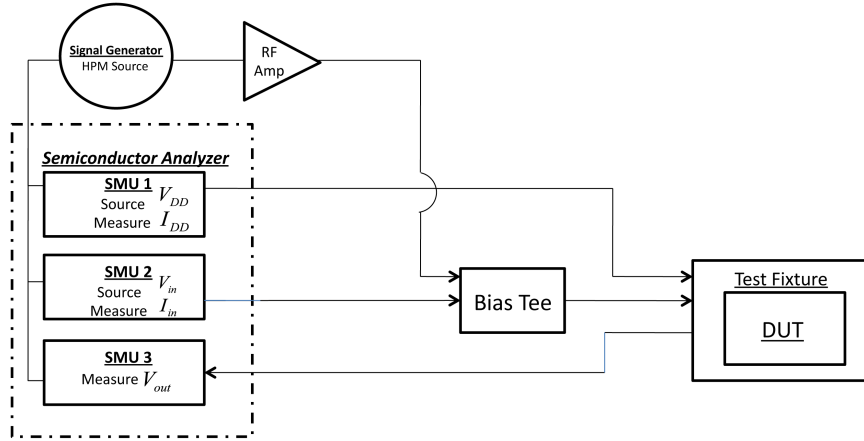 Signal Generator
HPM Source
RF
Amp
Semiconductor Analyzer
SMU 1
Source V_DD
Measure I_DD
SMU 2
Source V_in
Measure I_in
SMU 3
Measure V_out
Bias Tee
Test Fixture
DUT